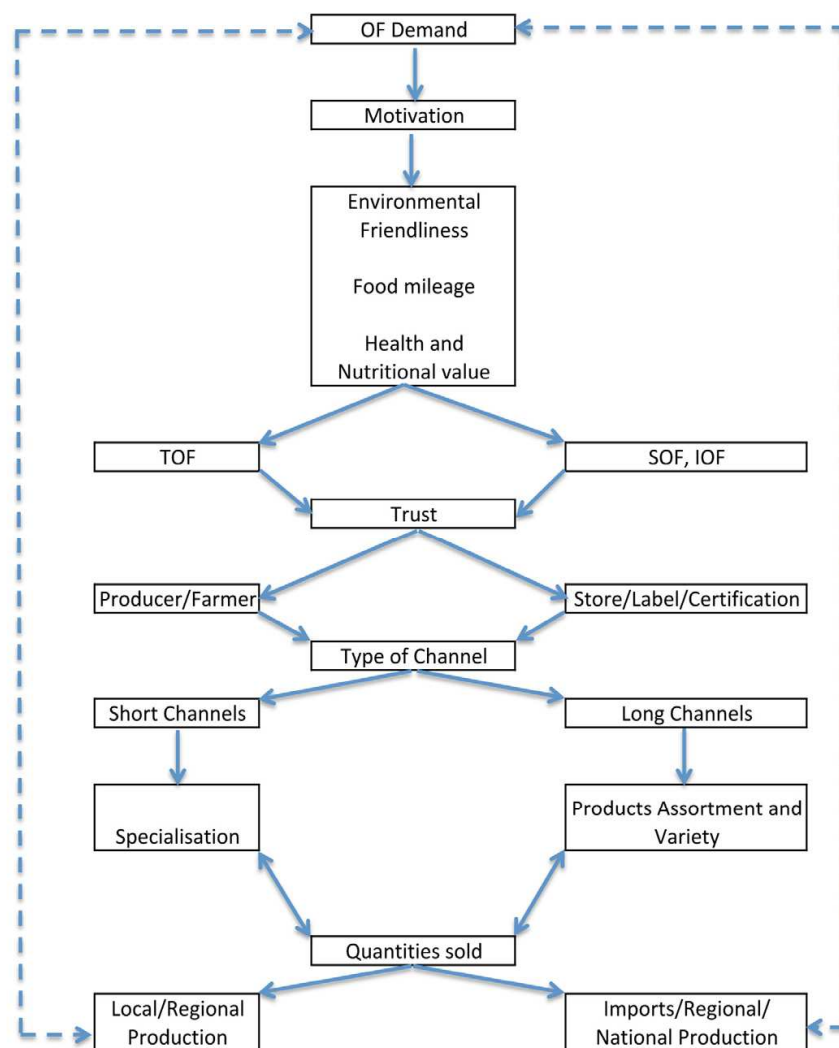 OF Demand
Motivation
Environmental
Friendliness
Food mileage
Health and
Nutritional value
TOF
SOF, IOF
Trust
Producer/Farmer
Store/Label/Certification
Type of Channel
Short Channels
Long Channels
Specialisation
Products Assortment and
Variety
Quantities sold
Local/Regional
Production
Imports/Regional/
National Production